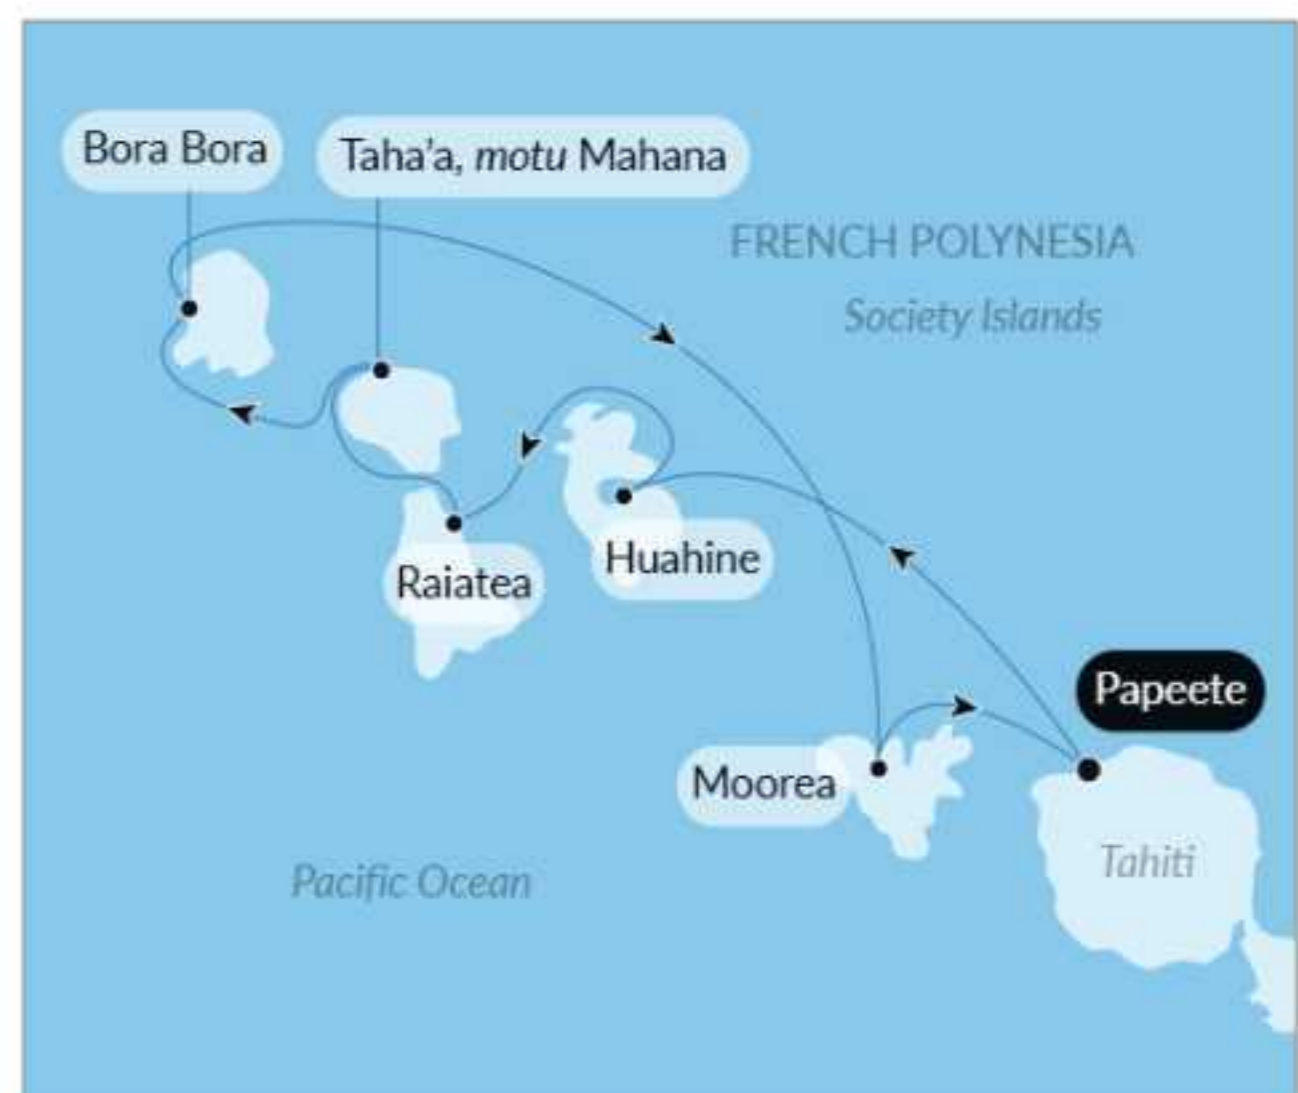 Bora Bora
Taha'a, motu Mahana
FRENCH POLYNESIA
Society Islands
Huahine
Raiatea
Papeete
Moorea
Tahiti
Pacific Ocean